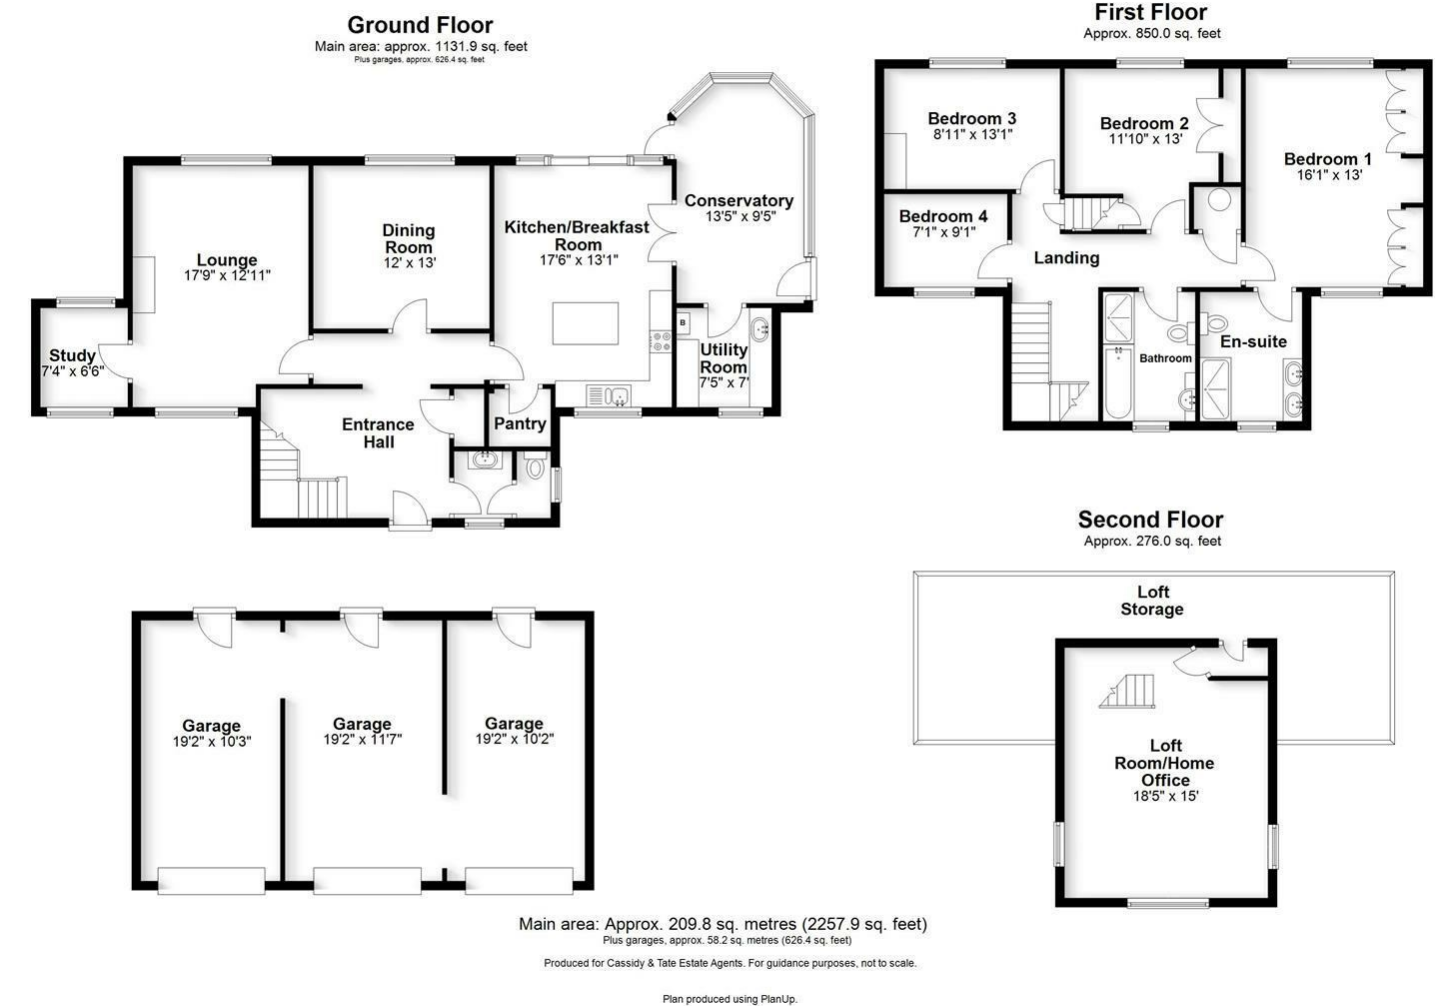 Ground Floor
Main area: approx. 1131.9 sq. feet
Plus garages, approx. 626.4 sq. feet
Lounge
17'9" x 12'11"
Dining
Room
12' x 13'
Kitchen/Breakfast
Room
17'6" x 13'1"
Conservatory
13'5" x 9'5"
Study
7'4" x 6'6"
B
Utility
Room
7'5" x 7'
Entrance
Hall
Pantry
First Floor
Approx. 850.0 sq. feet
Bedroom 3
8'11" x 13'1"
Bedroom 2
11'10" x 13'
Bedroom 1
16'1" x 13'
Bedroom 4
7'1" x 9'1"
Landing
Bathroom
En-suite
Second Floor
Approx. 276.0 sq. feet
Loft
Storage
Loft
Room/Home
Office
18'5" x 15'
Garage
19'2" x 10'3"
Garage
19'2" x 11'7"
Garage
19'2" x 10'2"
Main area: Approx. 209.8 sq. metres (2257.9 sq. feet)
Plus garages, approx. 58.2 sq. metres (626.4 sq. feet)
Produced for Cassidy & Tate Estate Agents. For guidance purposes, not to scale.
Plan produced using PlanUp.